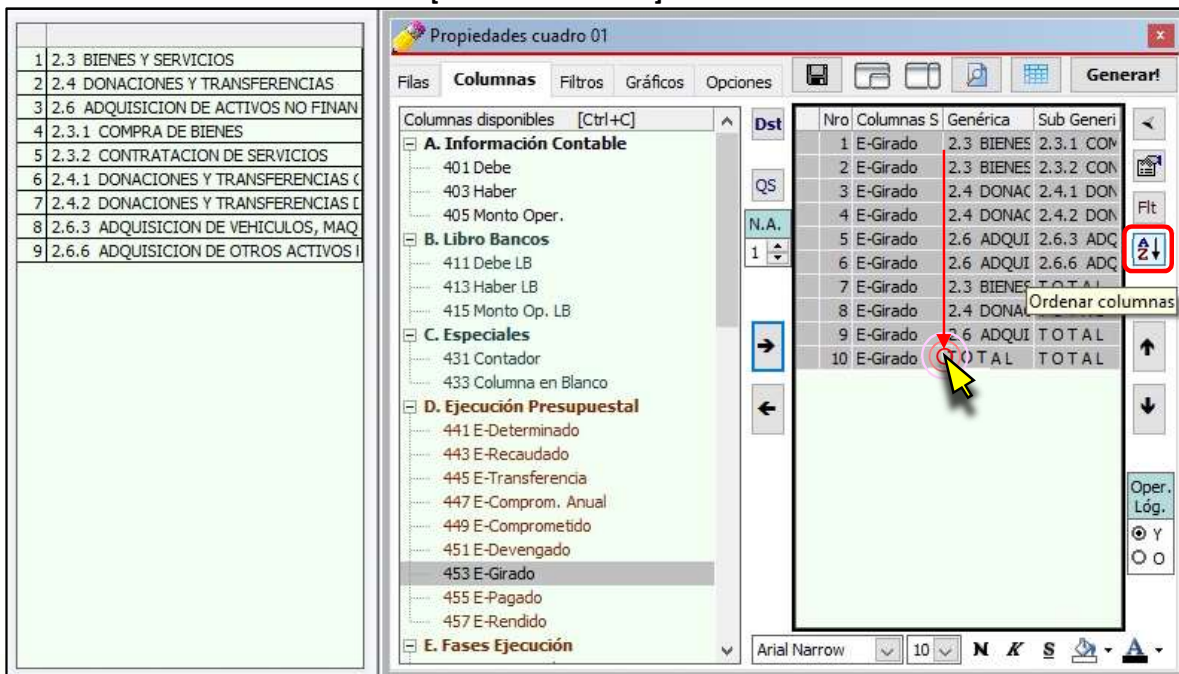 1 2.3 BIENES Y SERVICIOS
2 2.4 DONACIONES Y TRANSFERENCIAS
3 2.6 ADQUISICION DE ACTIVOS NO FINAN
4 2.3.1 COMPRA DE BIENES
5 2.3.2 CONTRATACION DE SERVICIOS
6 2.4.1 DONACIONES Y TRANSFERENCIAS
7 2.4.2 DONACIONES Y TRANSFERENCIAS
8 2.6.3 ADQUISICION DE VEHICULOS, MAQ
9 2.6.6 ADQUISICION DE OTROS ACTIVOS
Propiedades cuadro 01
x
Filas Columnas Filtros Gráficos Opciones Generar!
Columnas disponibles [Ctrl+C]
A. Información Contable
401 Debe
403 Haber
405 Monto Oper.
B. Libro Bancos
411 Debe LB
413 Haber LB
415 Monto Op. LB
C. Especiales
431 Contador
433 Columna en Blanco
D. Ejecución Presupuestal
441 E-Determinado
443 E-Recaudado
445 E-Transferencia
447 E-Comprom. Anual
449 E-Comprometido
451 E-Devengado
453 E-Girado
455 E-Pagado
457 E-Rendido
E. Fases Ejecución
Dst
QS
N.A.
1
Nro Columnas S Genérica Sub Generi
1 E-Girado 2.3 BIENES 2.3.1 COM
2 E-Girado 2.3 BIENES 2.3.2 CON
3 E-Girado 2.4 DONAC 2.4.1 DON
4 E-Girado 2.4 DONAC 2.4.2 DON
5 E-Girado 2.6 ADQUI 2.6.3 ADQ
6 E-Girado 2.6 ADQUI 2.6.6 ADQ
7 E-Girado 2.3 BIENES TOTAL
8 E-Girado 2.4 DONAC
9 E-Girado 2.6 ADQUI TOTAL
10 E-Girado TOTAL TOTAL
Flt
AZ
Ordenar columnas
Oper.
Lóg.
Y
O
Arial Narrow 10 N K S A